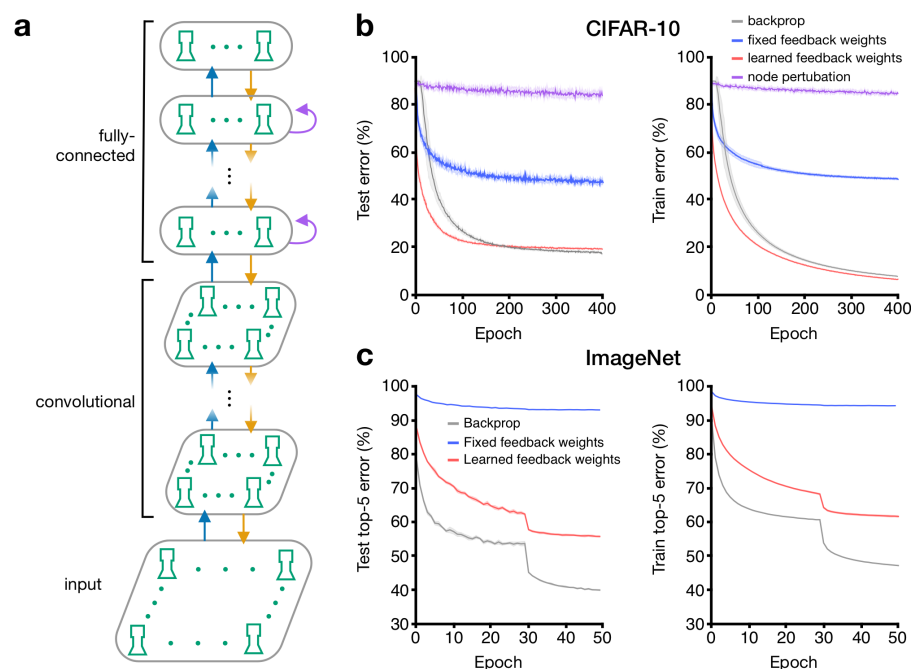 a
fully-
connected
convolutional
input
b
CIFAR-10
backprop
fixed feedback weights
learned feedback weights
node pertubation
100
80
60
40
20
0
Test error (%)
0
100
200
300
400
Epoch
100
80
60
40
20
0
Train error (%)
0
100
200
300
400
Epoch
c
ImageNet
Backprop
Fixed feedback weights
Learned feedback weights
100
90
80
70
60
50
40
30
Test top-5 error (%)
0
10
20
30
40
50
Epoch
100
90
80
70
60
50
40
30
Train top-5 error (%)
0
10
20
30
40
50
Epoch